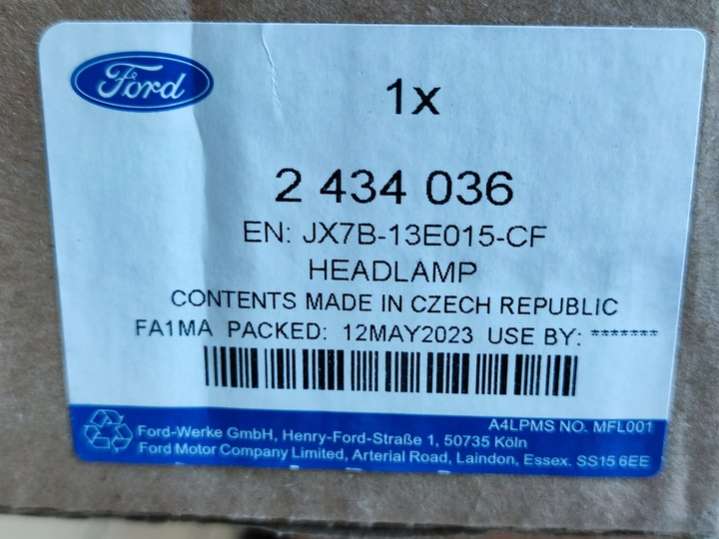 Ford
1x
2 434 036
EN: JX7B-13E015-CF
HEADLAMP
CONTENTS MADE IN CZECH REPUBLIC
FA1MA PACKED: 12MAY2023 USE BY: *******
A4LPMS NO. MFL001
Ford-Werke GmbH, Henry-Ford-Straße 1, 50735 Köln
Ford Motor Company Limited, Arterial Road, Laindon, Essex. SS15 6EE